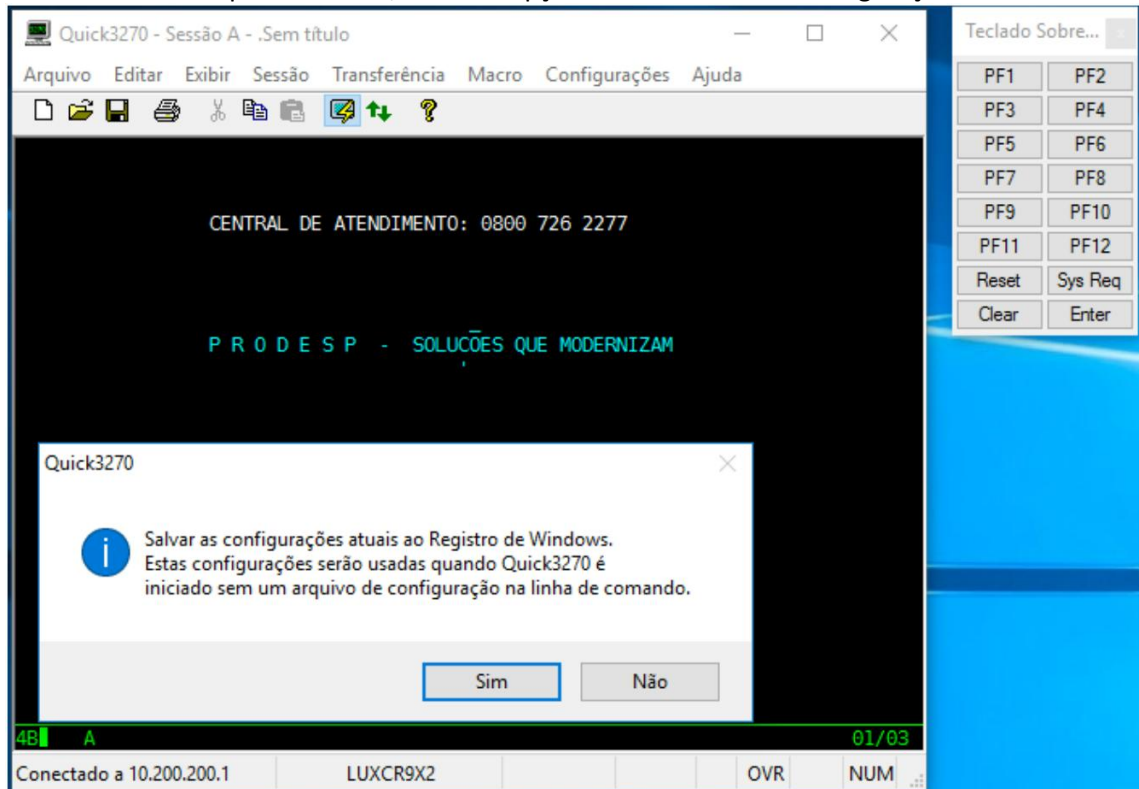 Quick3270 - Sessão A - .Sem título
Arquivo Editar Exibir Sessão Transferência Macro Configurações Ajuda
CENTRAL DE ATENDIMENTO: 0800 726 2277
P R O D E S P - SOLUCOES QUE MODERNIZAM
Quick3270
Salvar as configurações atuais ao Registro de Windows.
Estas configurações serão usadas quando Quick3270 é
iniciado sem um arquivo de configuração na linha de comando.
Sim Não
4B A 01/03
Conectado a 10.200.200.1 LUXCR9X2 OVR NUM
Teclado Sobre...
PF1 PF2
PF3 PF4
PF5 PF6
PF7 PF8
PF9 PF10
PF11 PF12
Reset Sys Req
Clear Enter